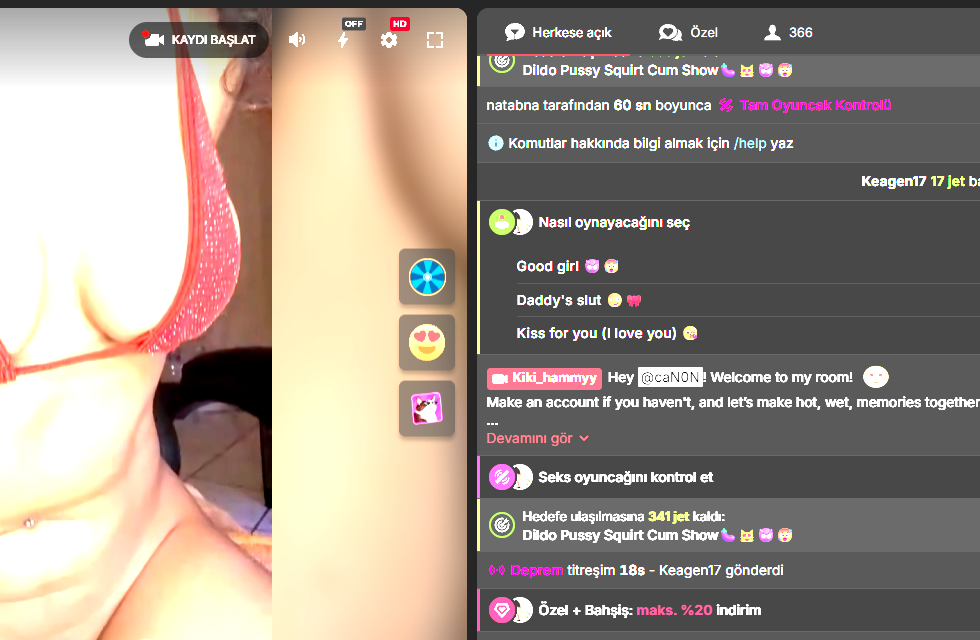 KAYDI BAŞLAT
OFF
HD
Herkese açık
Özel
366
Dildo Pussy Squirt Cum Show
natabna tarafından 60 sn boyunca Tam Oyuncak Kontrolü
Komutlar hakkında bilgi almak için /help yaz
Keagen17 17 jet
Nasıl oynayacağını seç
Good girl
Daddy's slut
Kiss for you (I love you)
Kiki_hammyy Hey @caN0N! Welcome to my room!
Make an account if you haven't, and let's make hot, wet, memories together
...
Devamını gör
Seks oyuncağını kontrol et
Hedefe ulaşılmasına 341 jet kaldı:
Dildo Pussy Squirt Cum Show
Deprem titreşim 18s - Keagen17 gönderdi
Özel + Bahşiş: maks. %20 indirim